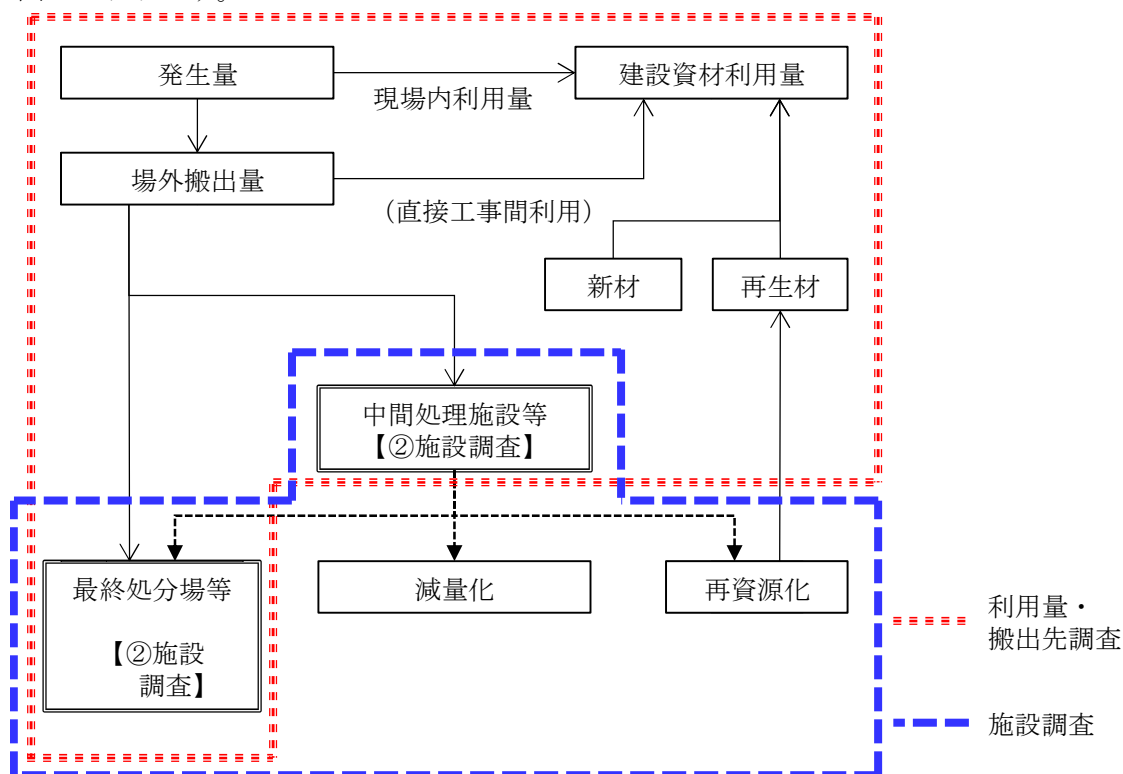 発生量
建設資材利用量
現場内利用量
場外搬出量
（直接工事間利用）
新材
再生材
中間処理施設等
【②施設調査】
最終処分場等
【②施設
調査】
減量化
再資源化
利用量・
搬出先調査
施設調査